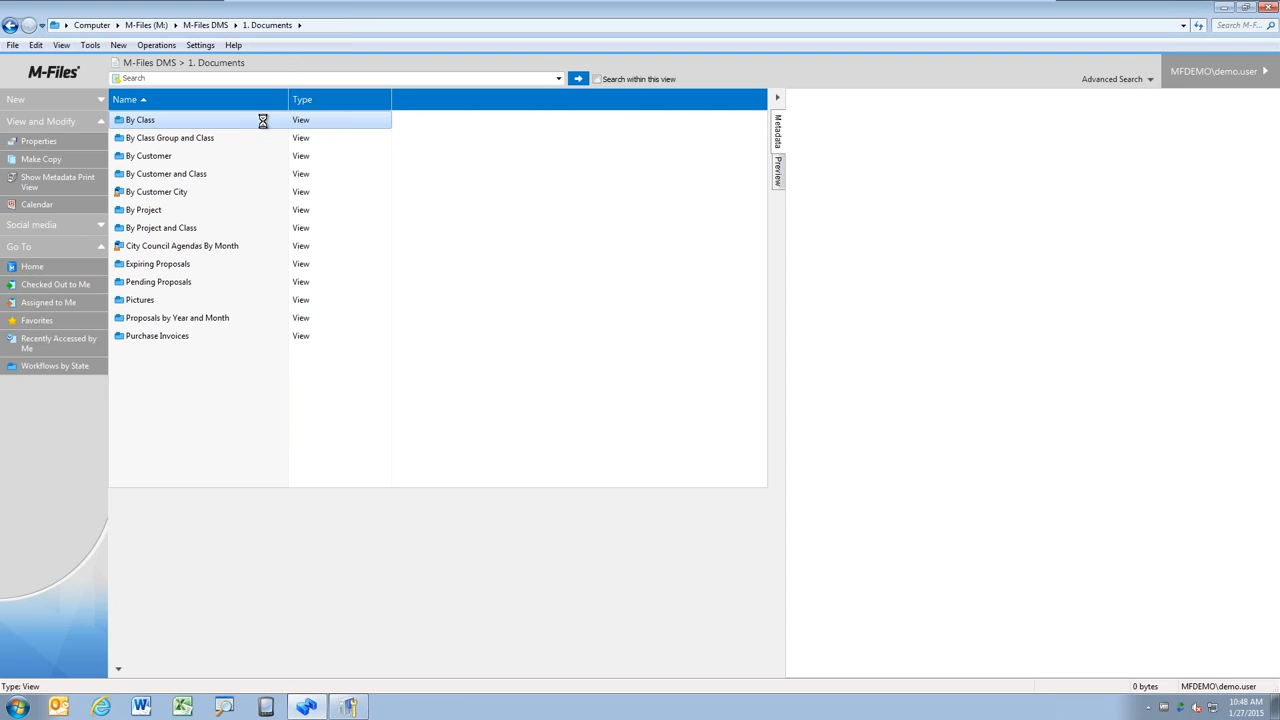 Computer ▸ M-Files (M:) ▸ M-Files DMS ▸ 1. Documents ▸
Search M-F...
File Edit View Tools New Operations Settings Help
M-Files
M-Files DMS > 1. Documents
Search
Search within this view
Advanced Search
MFDEMO\demo.user
New
View and Modify
Properties
Make Copy
Show Metadata Print
View
Calendar
Social media
Go To
Home
Checked Out to Me
Assigned to Me
Favorites
Recently Accessed by
Me
Workflows by State
Name Type
By Class View
By Class Group and Class View
By Customer View
By Customer and Class View
By Customer City View
By Project View
By Project and Class View
City Council Agendas By Month View
Expiring Proposals View
Pending Proposals View
Pictures View
Proposals by Year and Month View
Purchase Invoices View
Metadata
Preview
Type: View
0 bytes
MFDEMO\demo.user
10:48 AM
1/27/2015